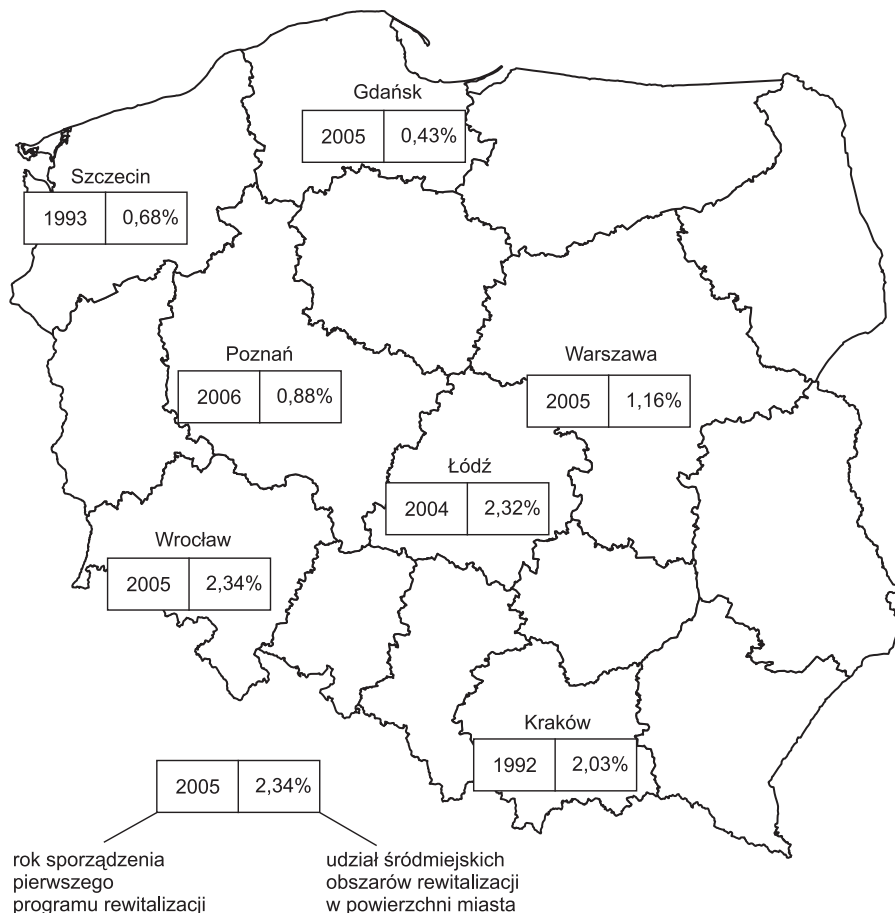 Gdańsk
2005 0,43%
Szczecin
1993 0,68%
Poznań
2006 0,88%
Warszawa
2005 1,16%
Łódź
2004 2,32%
Wrocław
2005 2,34%
Kraków
1992 2,03%
2005 2,34%
rok sporządzenia
pierwszego
programu rewitalizacji
udział śródmiejskich
obszarów rewitalizacji
w powierzchni miasta